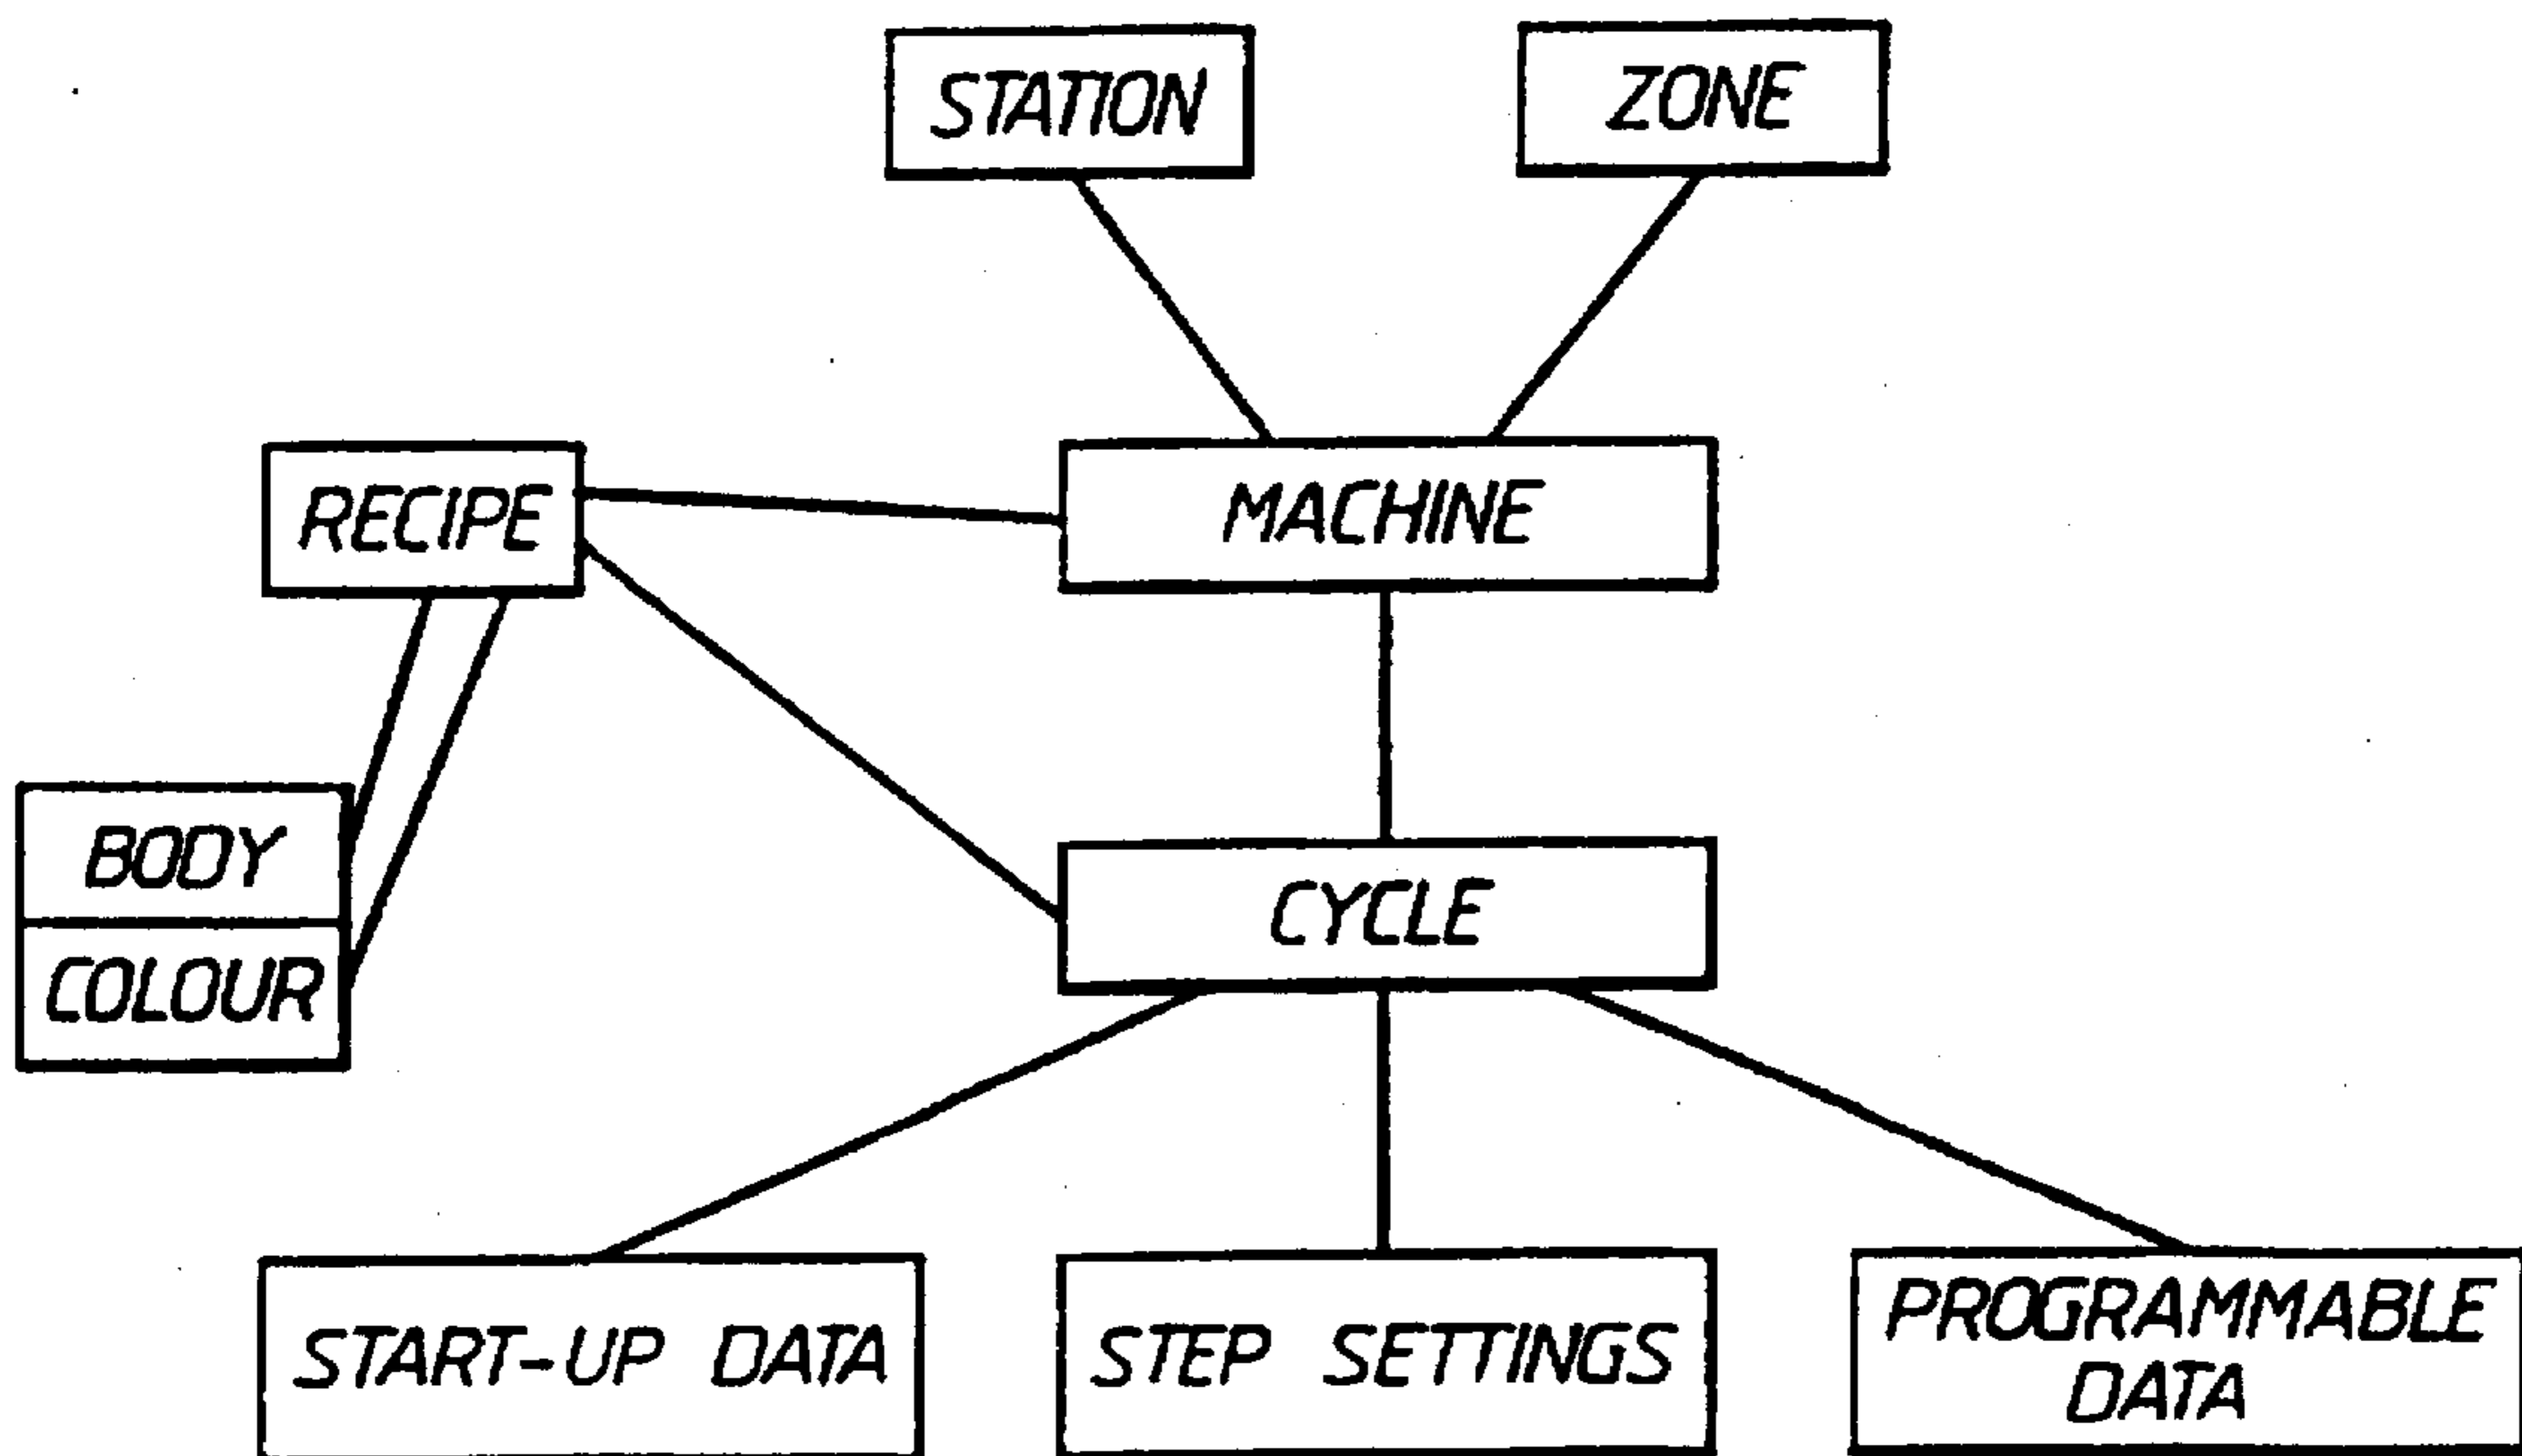 STATION
ZONE
RECIPE
MACHINE
BODY
COLOUR
CYCLE
START-UP DATA
STEP SETTINGS
PROGRAMMABLE
DATA